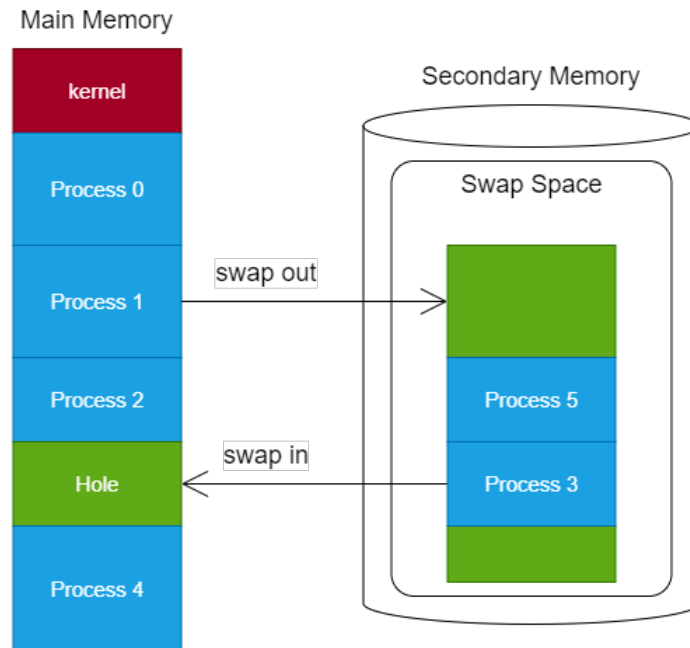 Main Memory
kernel
Process 0
Process 1
Process 2
Hole
Process 4
swap out
swap in
Secondary Memory
Swap Space
Process 5
Process 3